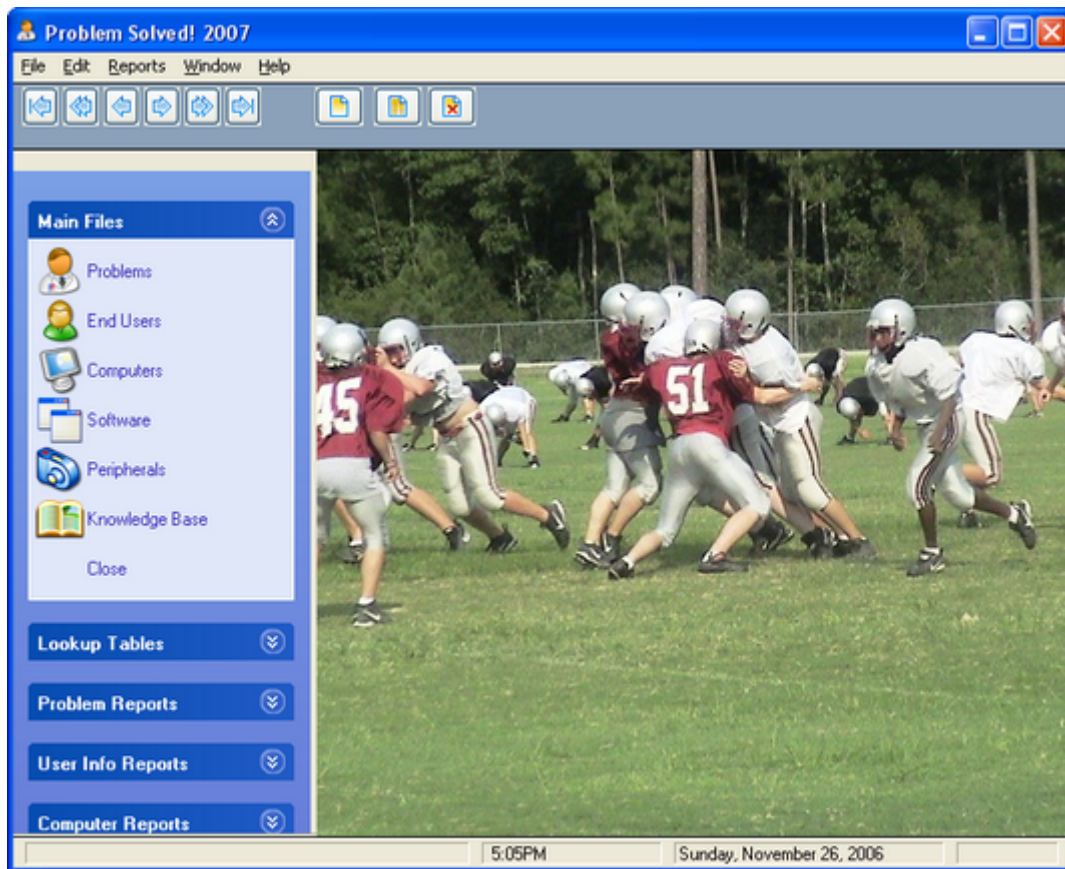 Problem Solved! 2007
File Edit Reports Window Help
Main Files
Problems
End Users
Computers
Software
Peripherals
Knowledge Base
Close
Lookup Tables
Problem Reports
User Info Reports
Computer Reports
45
51
5:05PM Sunday, November 26, 2006